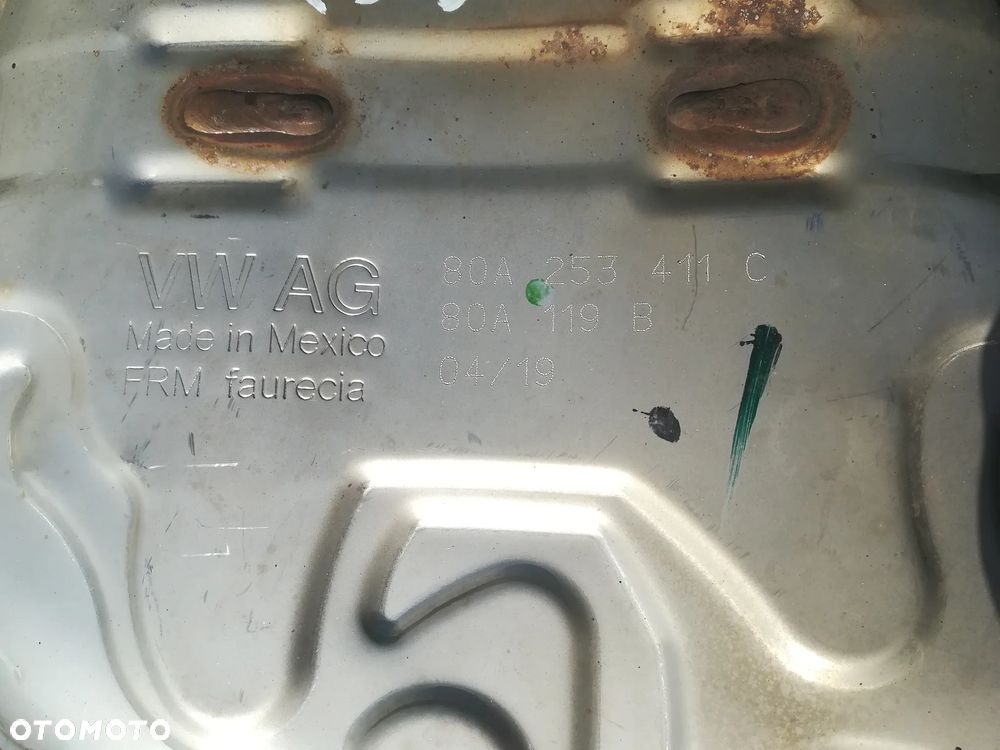 VW AG
Made in Mexico
FRM faurecia
80A 253 411 C
80A 119 B
04/19
OTOMOTO